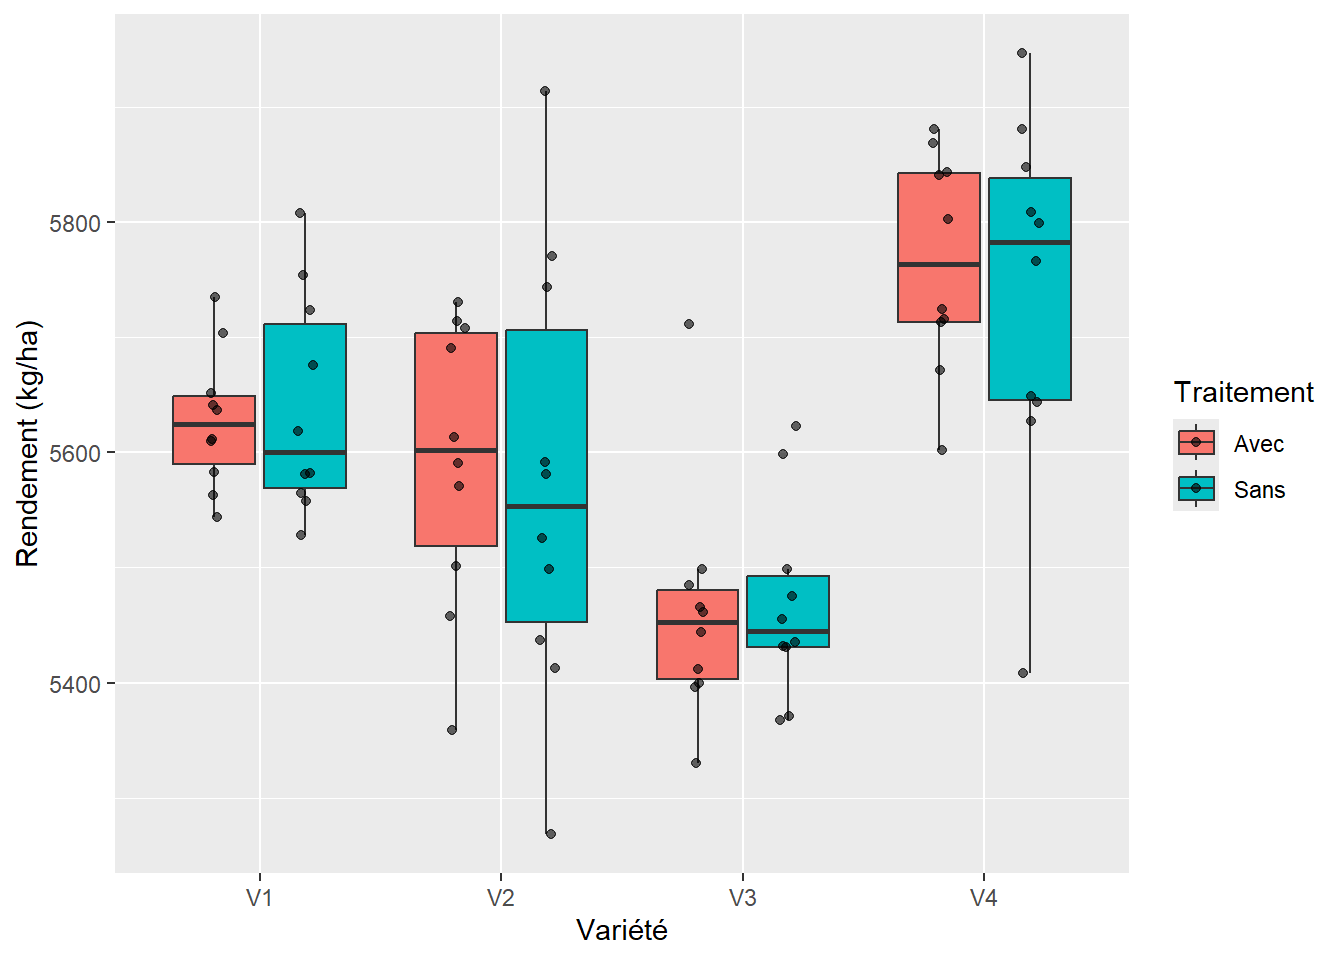 Rendement (kg/ha)
5800
5600
5400
V1 V2 V3 V4
Variété
Traitement
Avec
Sans